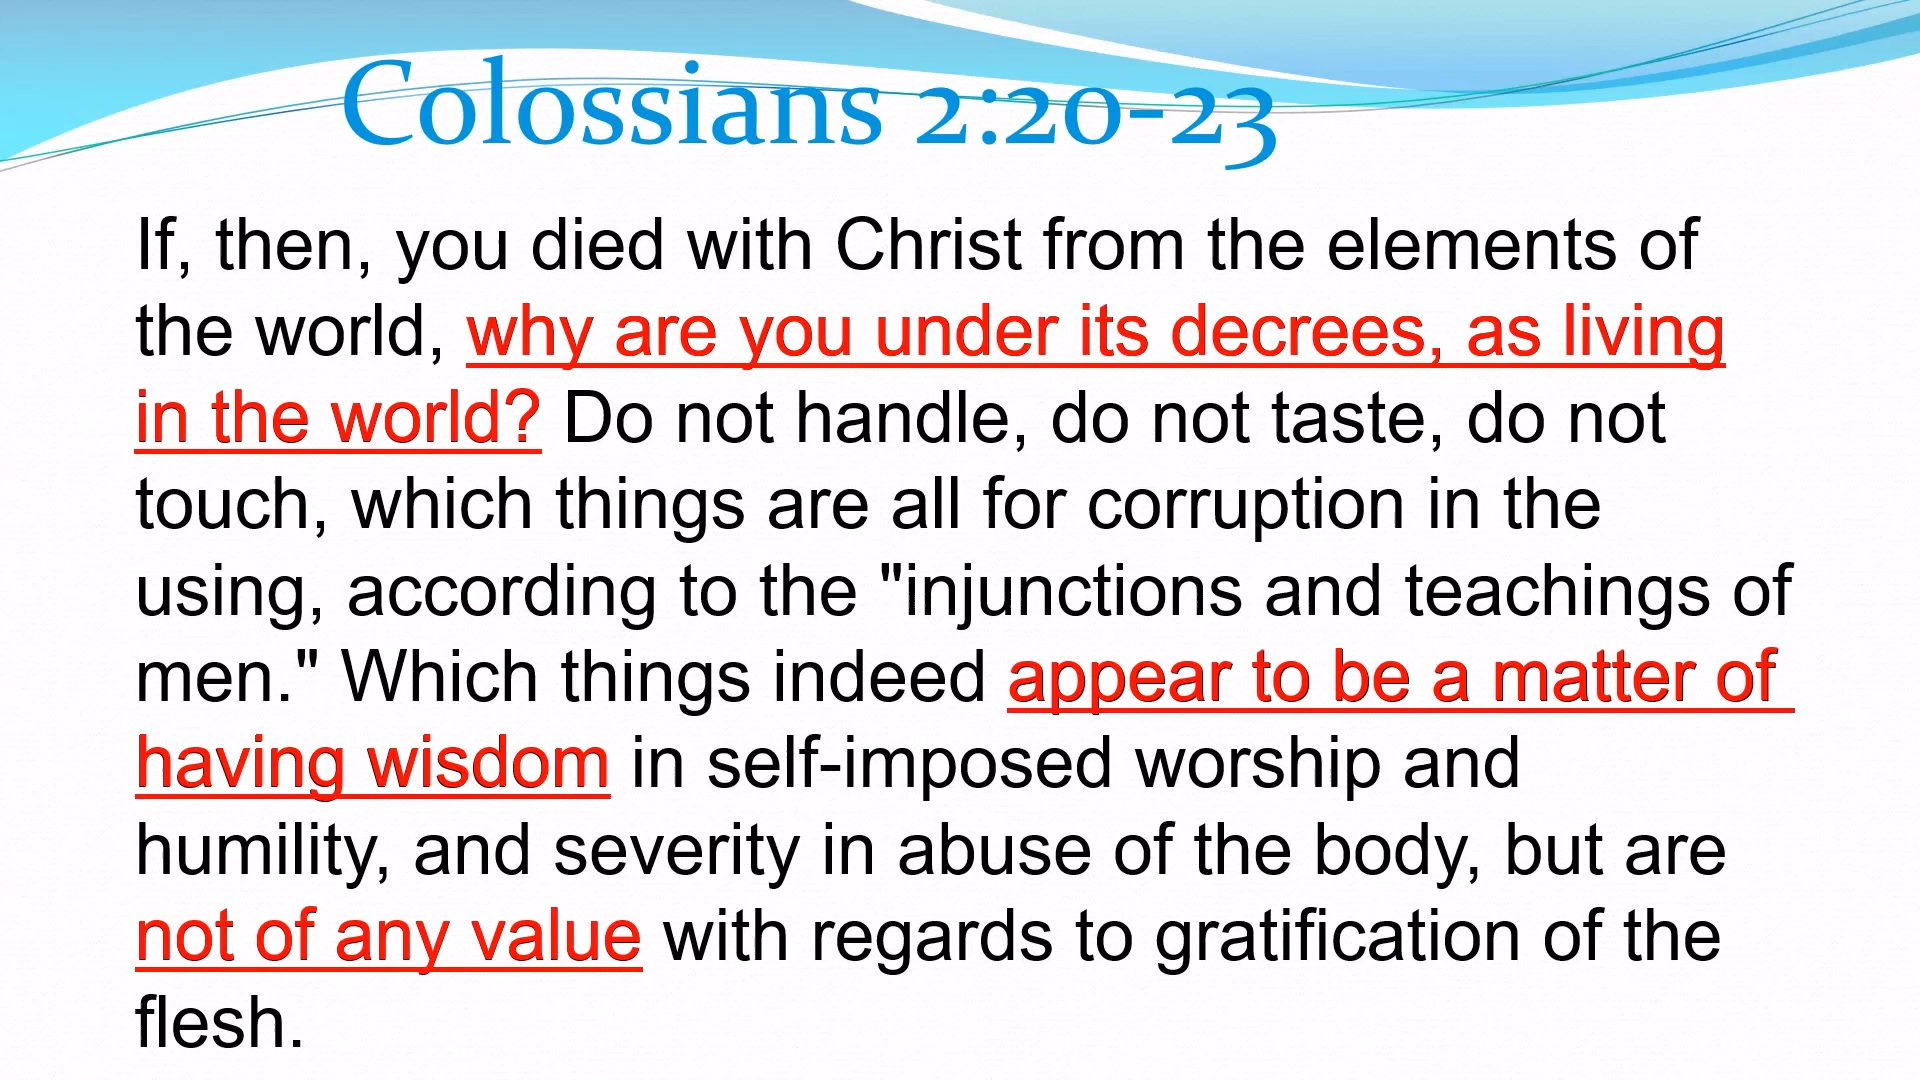 Colossians 2:20-23
If, then, you died with Christ from the elements of
the world, why are you under its decrees, as living
in the world? Do not handle, do not taste, do not
touch, which things are all for corruption in the
using, according to the "injunctions and teachings of
men." Which things indeed appear to be a matter of
having wisdom in self-imposed worship and
humility, and severity in abuse of the body, but are
not of any value with regards to gratification of the
flesh.